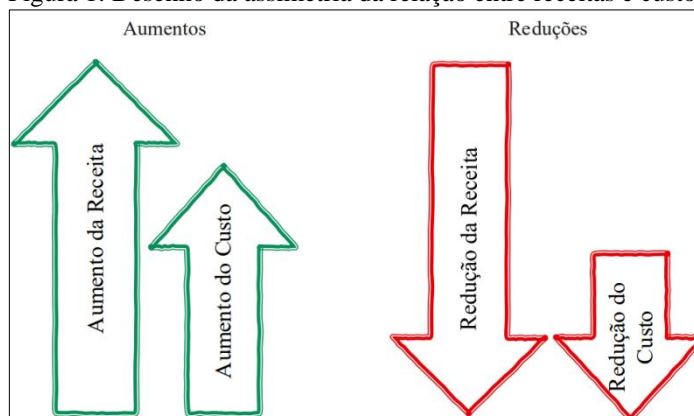 Figura 1: Desenho da assimetria da relação entre receitas e custo
Aumentos
Reduções
Aumento da Receita
Aumento do Custo
Redução da Receita
Redução do
Custo